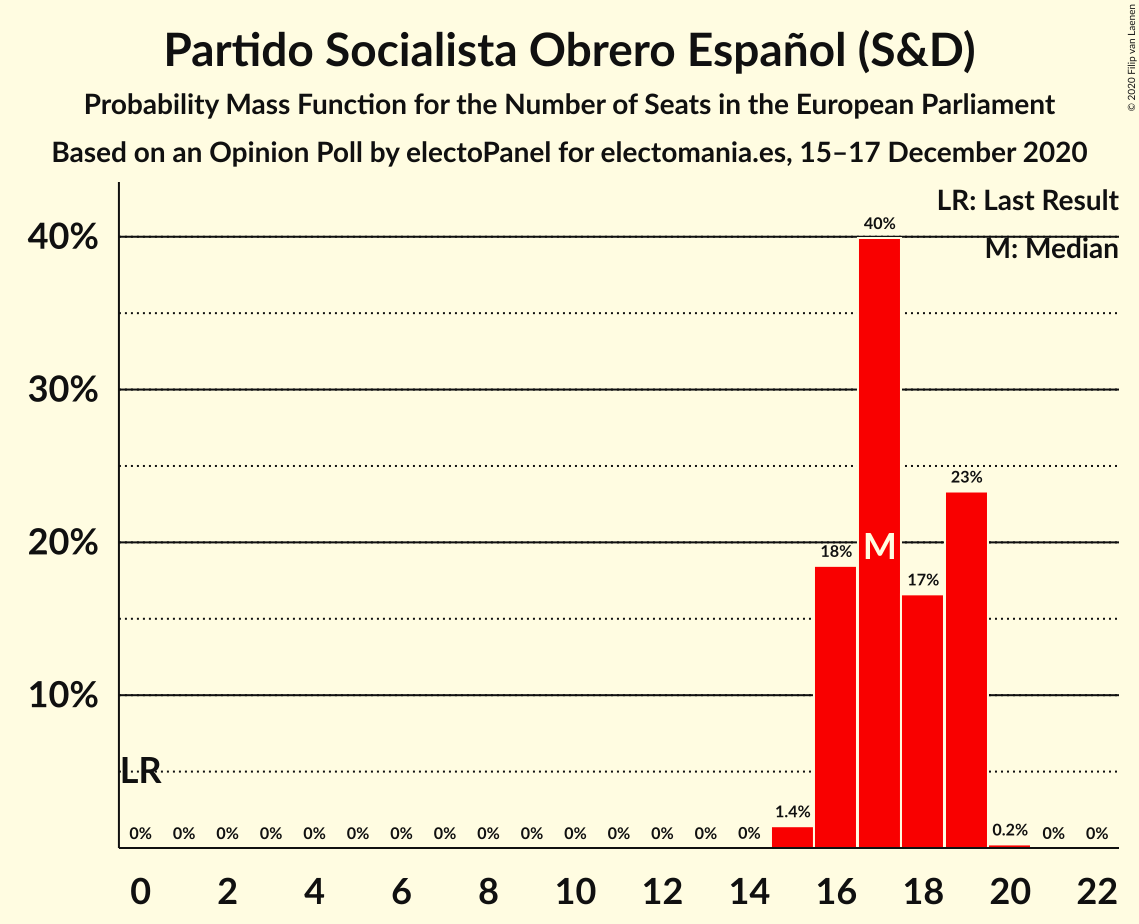 Partido Socialista Obrero Español (S&D)
Probability Mass Function for the Number of Seats in the European Parliament
Based on an Opinion Poll by electoPanel for electomania.es, 15–17 December 2020
© 2020 Filip van Laenen
LR: Last Result
M: Median
40%
30%
20%
10%
40%
23%
18%
17%
M
LR
1.4%
0.2%
0% 0% 0% 0% 0% 0% 0% 0% 0% 0% 0% 0% 0% 0% 0% 0% 0%
0 2 4 6 8 10 12 14 16 18 20 22